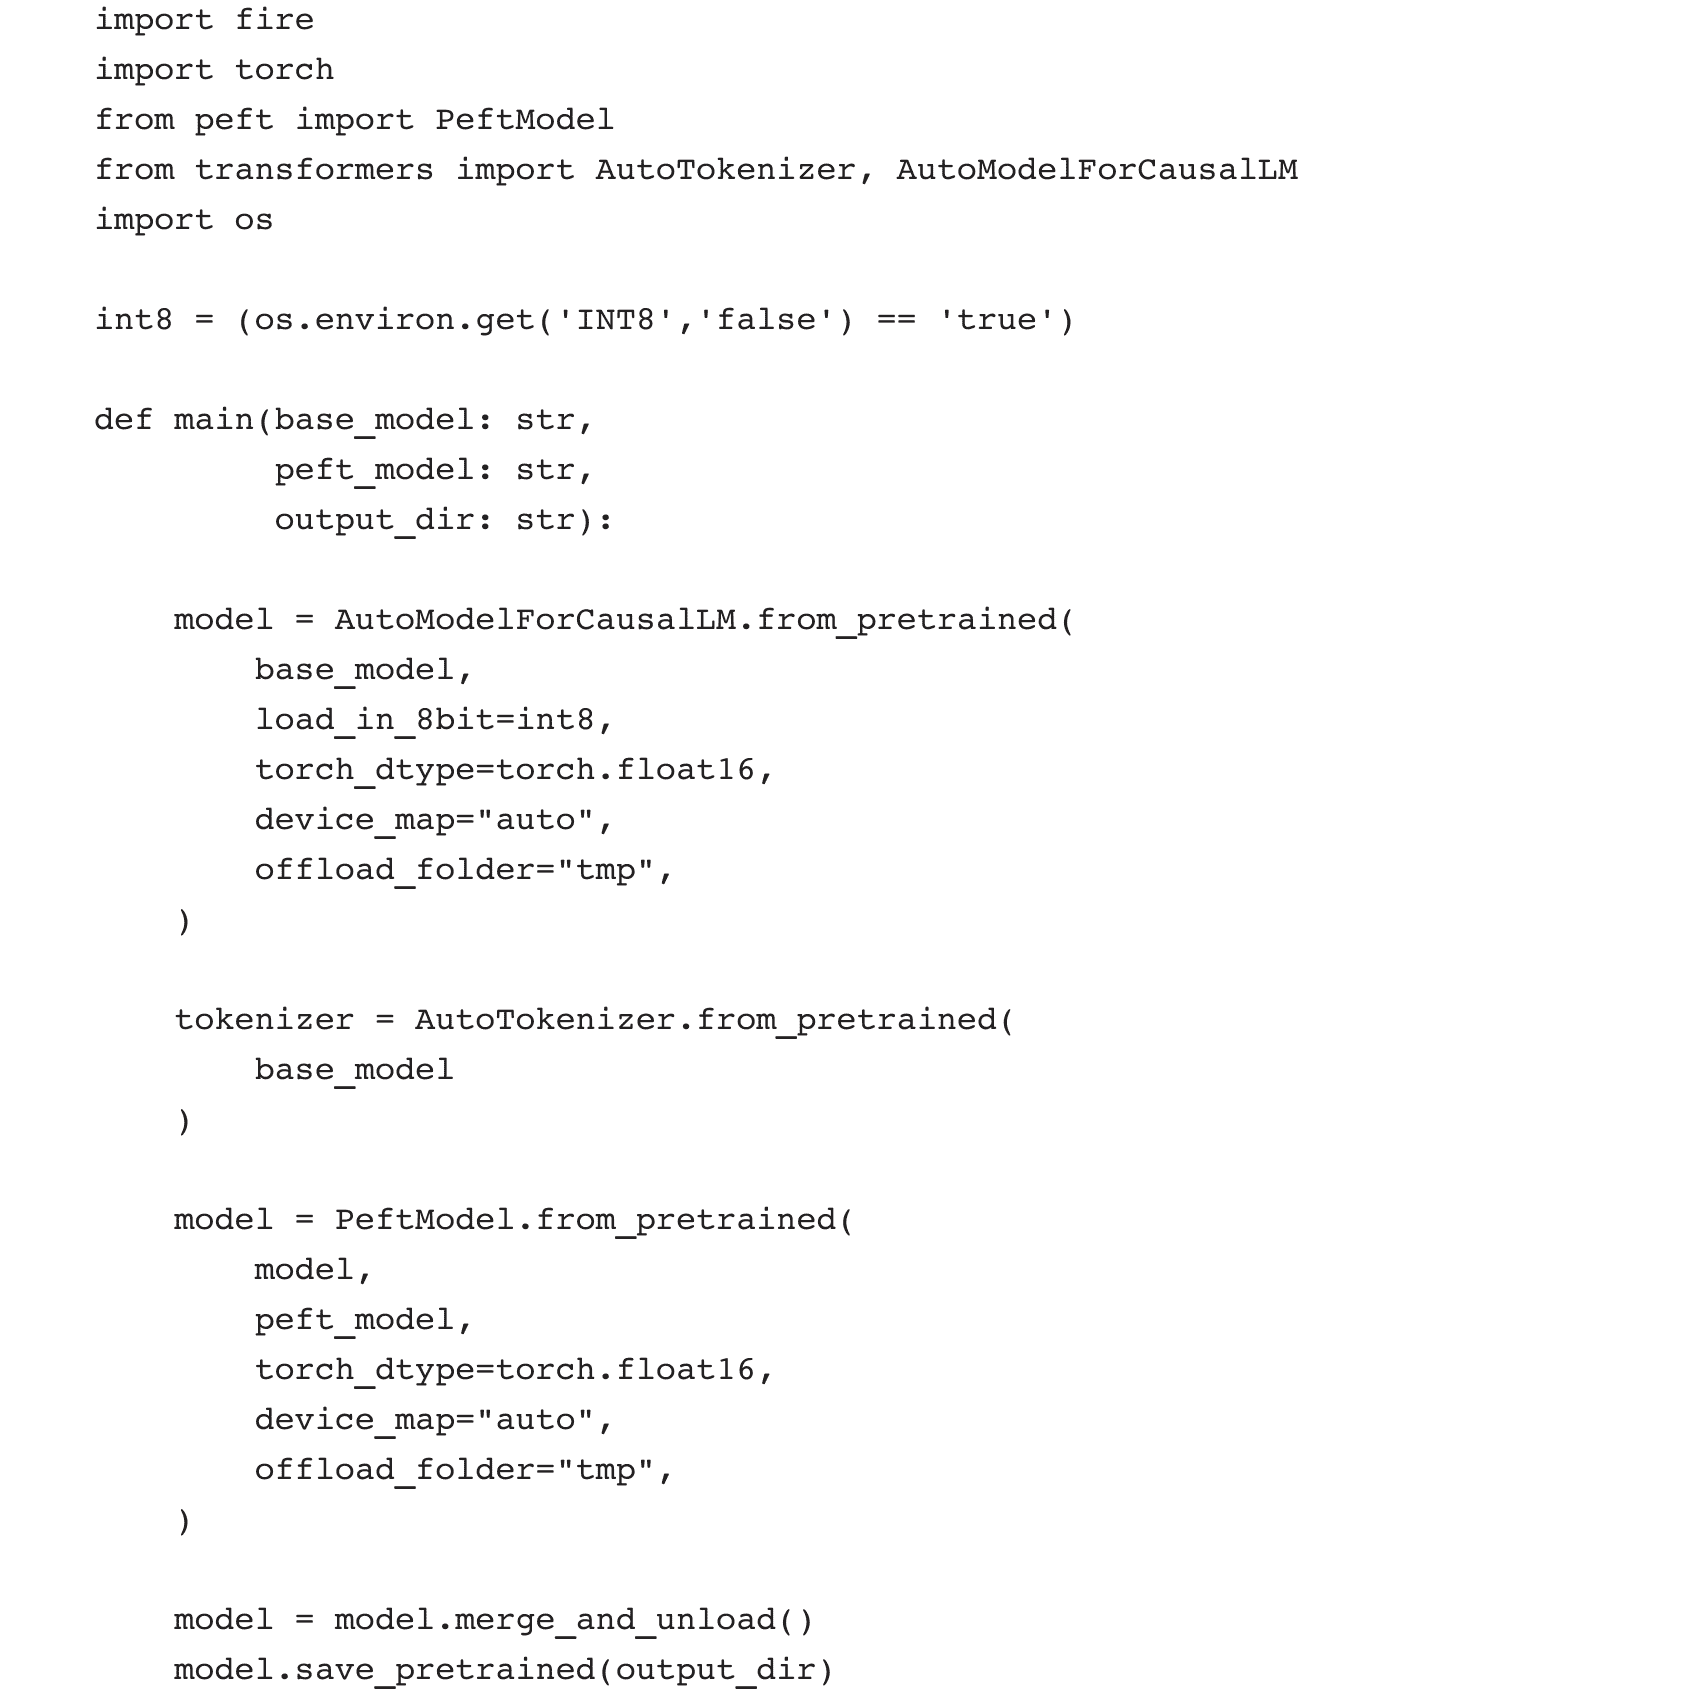 import fire
import torch
from peft import PeftModel
from transformers import AutoTokenizer, AutoModelForCausalLM
import os

int8 = (os.environ.get('INT8','false') == 'true')

def main(base_model: str,
         peft_model: str,
         output_dir: str):

    model = AutoModelForCausalLM.from_pretrained(
        base_model,
        load_in_8bit=int8,
        torch_dtype=torch.float16,
        device_map="auto",
        offload_folder="tmp",
    )

    tokenizer = AutoTokenizer.from_pretrained(
        base_model
    )

    model = PeftModel.from_pretrained(
        model,
        peft_model,
        torch_dtype=torch.float16,
        device_map="auto",
        offload_folder="tmp",
    )

    model = model.merge_and_unload()
    model.save_pretrained(output_dir)